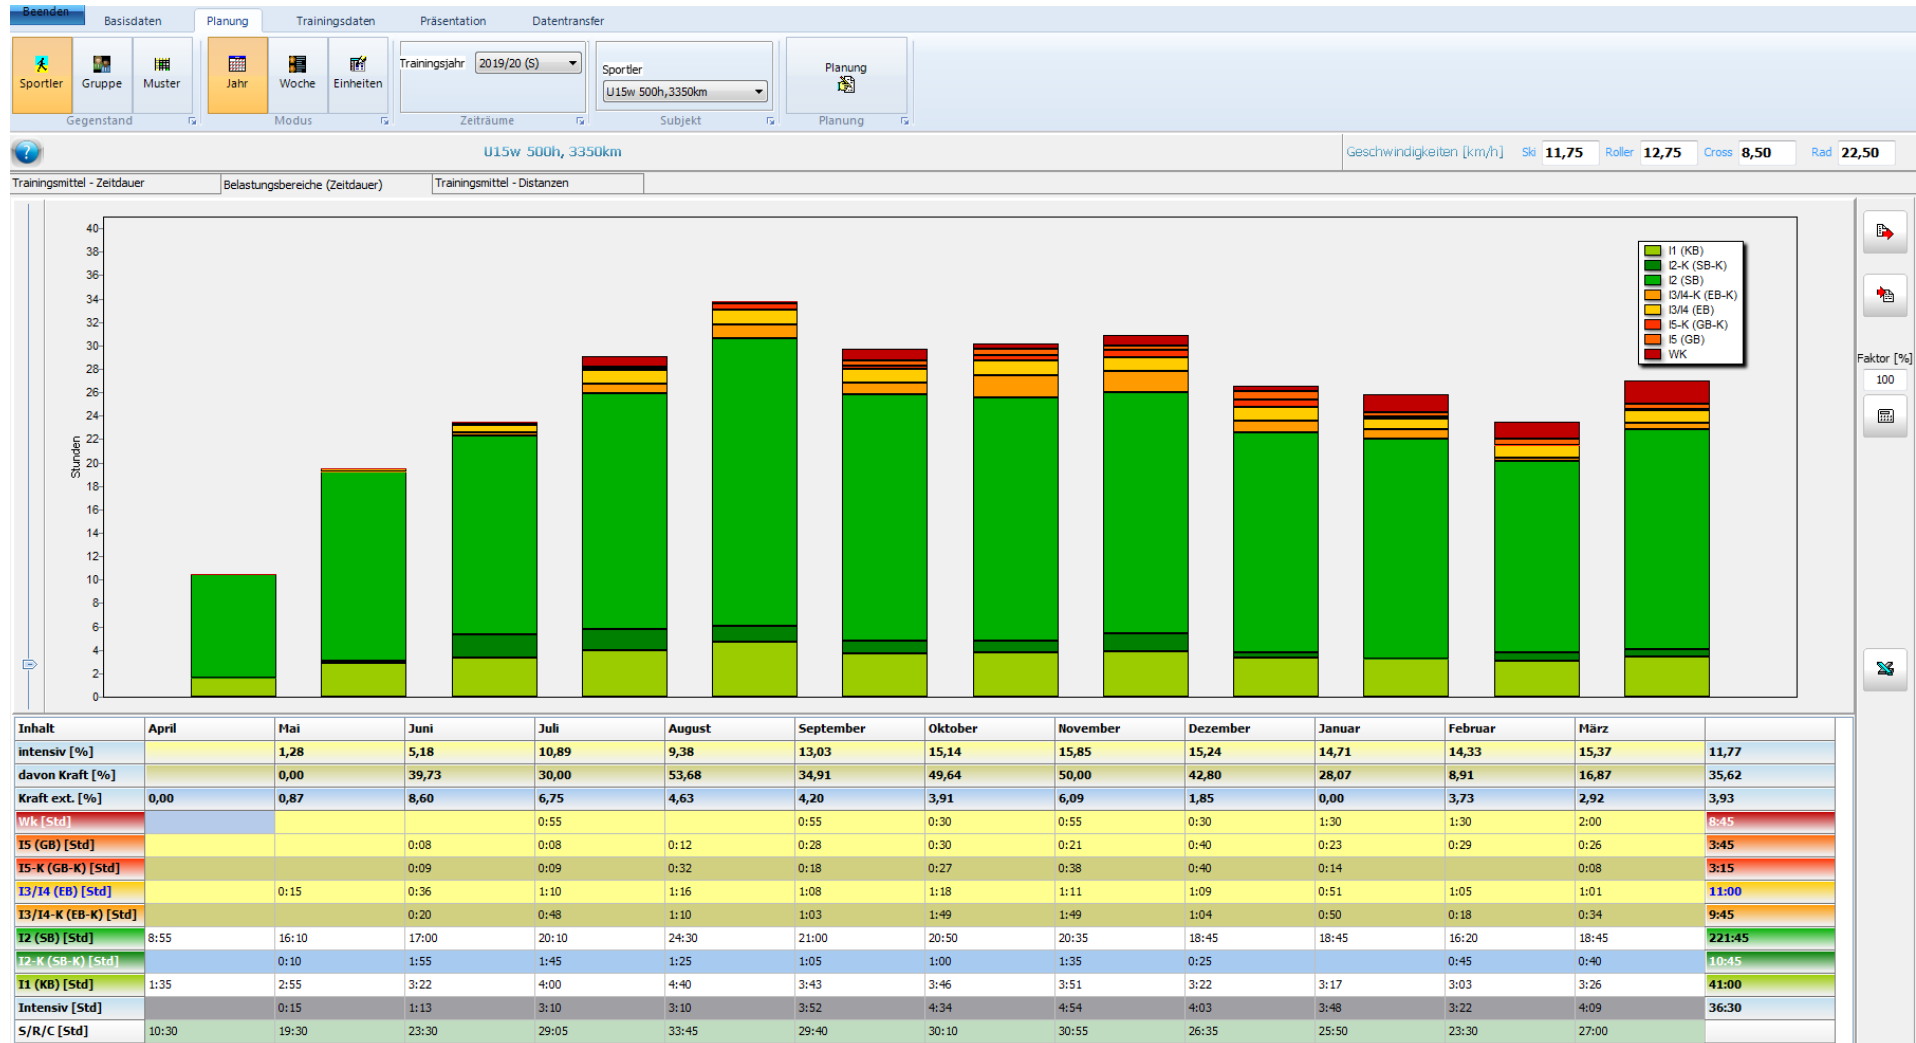 Beenden Basisdaten Planung Trainingsdaten Präsentation Datentransfer
Sportler Gruppe Muster Jahr Woche Einheiten Trainingsjahr 2019/20 (S) Sportler U15w 500h,3350km Planung
Gegenstand Modus Zeiträume Subjekt Planung
U15w 500h, 3350km Geschwindigkeiten [km/h] Ski 11,75 Roller 12,75 Cross 8,50 Rad 22,50
Trainingsmittel - Zeitdauer Belastungsbereiche (Zeitdauer) Trainingsmittel - Distanzen
40
38
36
34
32
30
28
26
24
22
20
18
16
14
12
10
8
6
4
2
0
Stunden
I1 (KB)
I2-K (SB-K)
I2 (SB)
I3/I4-K (EB-K)
I3/I4 (EB)
I5-K (GB-K)
I5 (GB)
WK
Faktor [%]
100
Inhalt April Mai Juni Juli August September Oktober November Dezember Januar Februar März
intensiv [%] 1,28 5,18 10,89 9,38 13,03 15,14 15,85 15,24 14,71 14,33 15,37 11,77
davon Kraft [%] 0,00 39,73 30,00 53,68 34,91 49,64 50,00 42,80 28,07 8,91 16,87 35,62
Kraft ext. [%] 0,00 0,87 8,60 6,75 4,63 4,20 3,91 6,09 1,85 0,00 3,73 2,92 3,93
Wk [Std] 0:55 0:55 0:30 0:55 0:30 1:30 1:30 2:00 8:45
I5 (GB) [Std] 0:08 0:08 0:12 0:28 0:30 0:21 0:40 0:23 0:29 0:26 3:45
I5-K (GB-K) [Std] 0:09 0:09 0:32 0:18 0:27 0:38 0:40 0:14 0:08 3:15
I3/I4 (EB) [Std] 0:15 0:36 1:10 1:16 1:08 1:18 1:11 1:09 0:51 1:05 1:01 11:00
I3/I4-K (EB-K) [Std] 0:20 0:48 1:10 1:03 1:49 1:49 1:04 0:50 0:18 0:34 9:45
I2 (SB) [Std] 8:55 16:10 17:00 20:10 24:30 21:00 20:50 20:35 18:45 18:45 16:20 18:45 221:45
I2-K (SB-K) [Std] 0:10 1:55 1:45 1:25 1:05 1:00 1:35 0:25 0:45 0:40 10:45
I1 (KB) [Std] 1:35 2:55 3:22 4:00 4:40 3:43 3:46 3:51 3:22 3:17 3:03 3:26 41:00
Intensiv [Std] 0:15 1:13 3:10 3:10 3:52 4:34 4:54 4:03 3:48 3:22 4:09 36:30
S/R/C [Std] 10:30 19:30 23:30 29:05 33:45 29:40 30:10 30:55 26:35 25:50 23:30 27:00